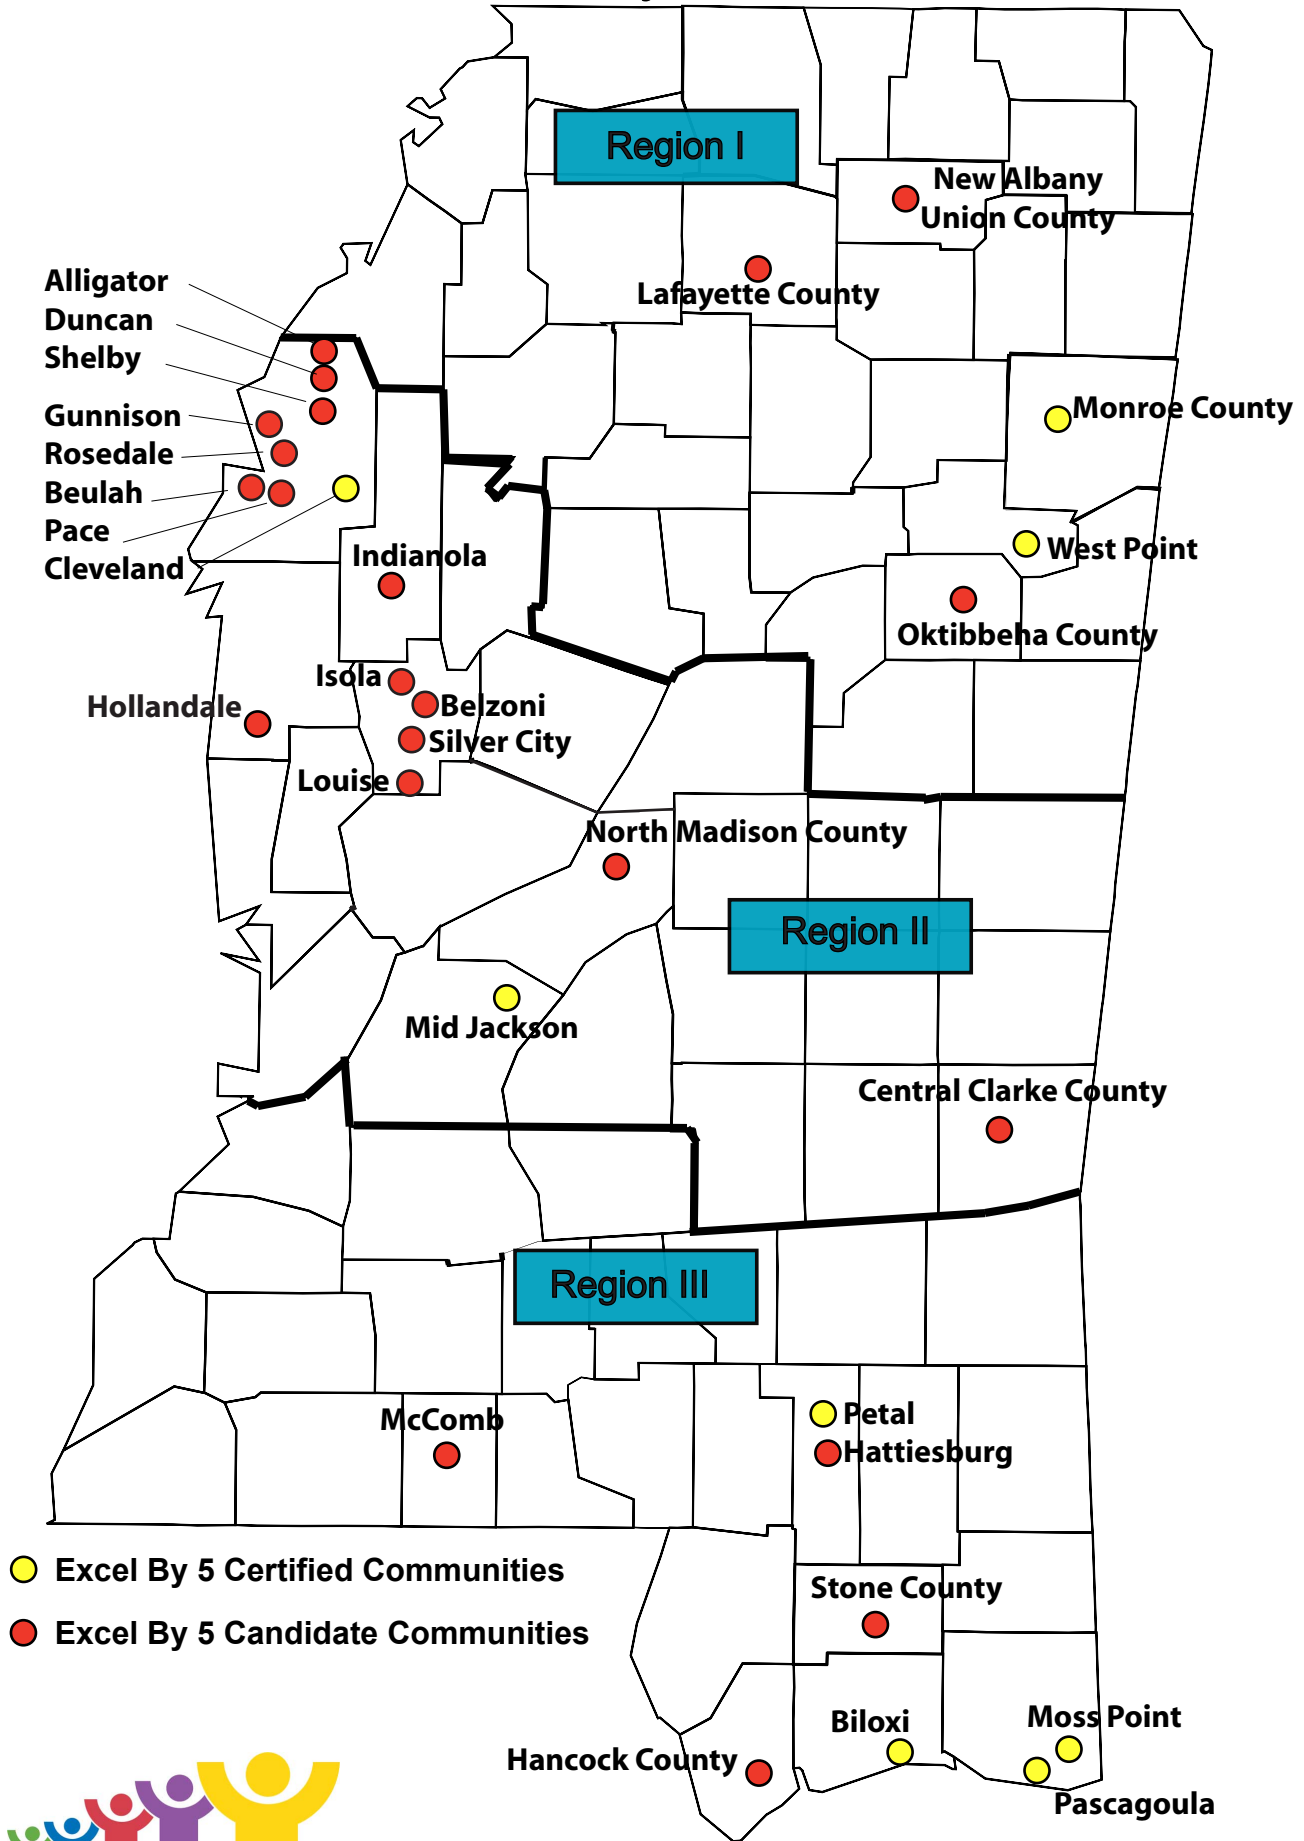 Region I
New Albany
Union County
Lafayette County
Alligator
Duncan
Shelby
Gunnison
Rosedale
Beulah
Pace
Cleveland
Monroe County
West Point
Indianola
Oktibbeha County
Isola
Belzoni
Hollandale
Silver City
Louise
North Madison County
Region II
Mid Jackson
Central Clarke County
Region III
McComb
Petal
Hattiesburg
Excel By 5 Certified Communities
Stone County
Excel By 5 Candidate Communities
Biloxi
Moss Point
Hancock County
Pascagoula